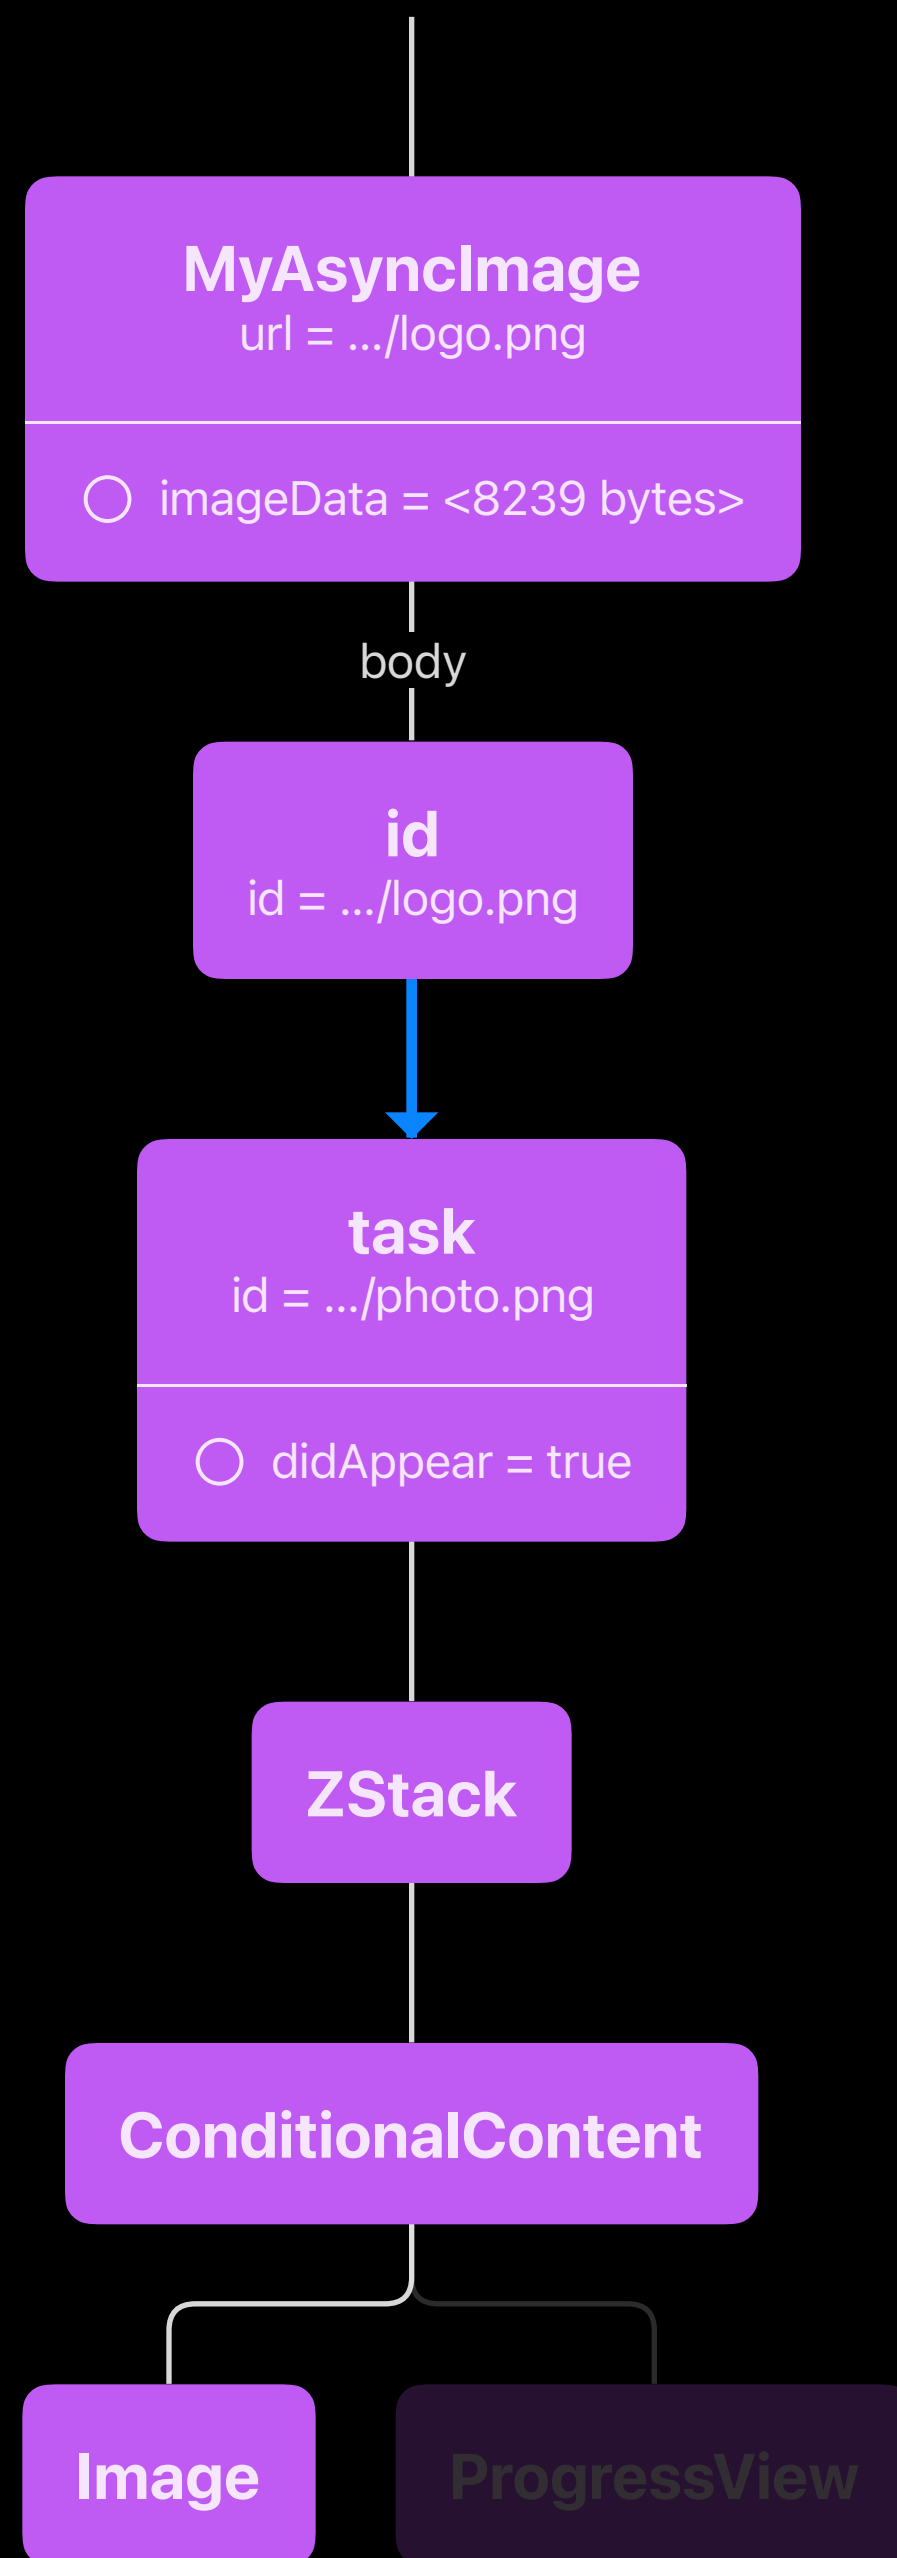 MyAsyncImage
url = .../logo.png
imageData = <8239 bytes>
body
id
id = .../logo.png
task
id = .../photo.png
didAppear = true
ZStack
ConditionalContent
Image
ProgressView